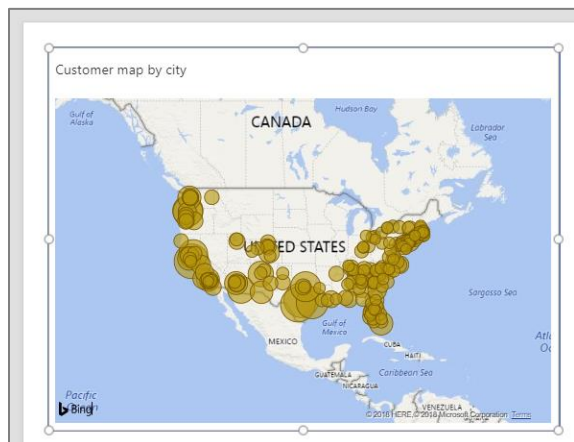 Customer map by city
Gulf of
Alaska
Hudson Bay
CANADA
Labrador
Sea
UNITED STATES
Sargasso Sea
Gulf of
Mexico
MEXICO
CUBA
HAITI
GUATEMALA
Caribbean Sea
NICARAGUA
Pacific
Ocean
VENEZUELA
Bing
© 2016 HERE, © 2016 Microsoft Corporation Terms